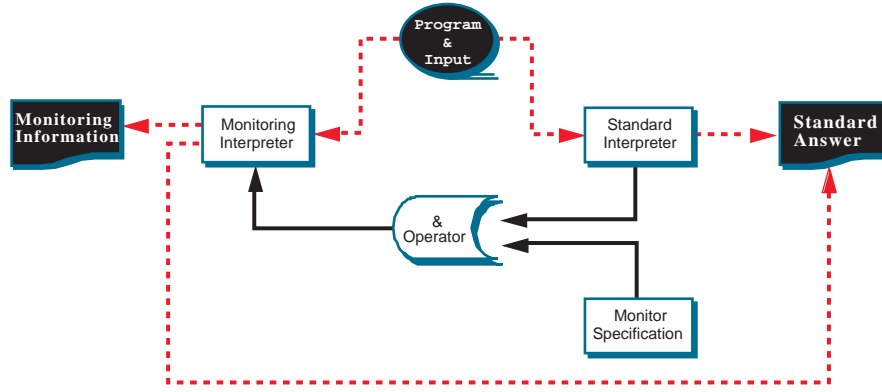 Program
&
Input
Monitoring
Information
Monitoring
Interpreter
Standard
Interpreter
Standard
Answer
&
Operator
Monitor
Specification